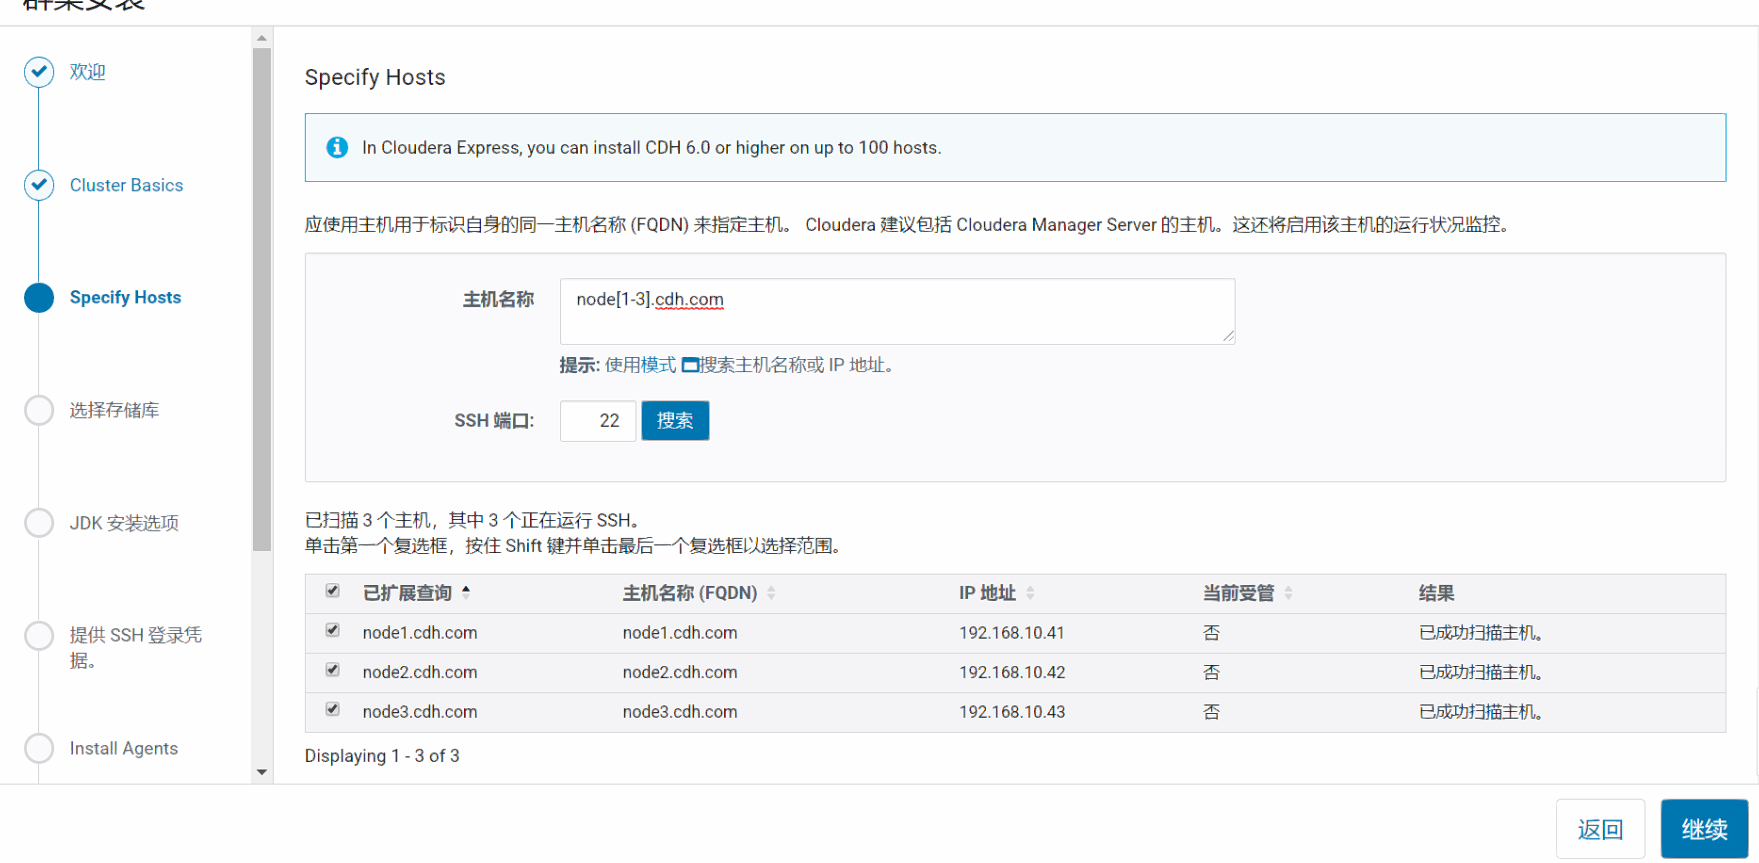 群集安装
欢迎
Cluster Basics
Specify Hosts
选择存储库
JDK 安装选项
提供 SSH 登录凭
据。
Install Agents
Specify Hosts
In Cloudera Express, you can install CDH 6.0 or higher on up to 100 hosts.
应使用主机用于标识自身的同一主机名称 (FQDN) 来指定主机。 Cloudera 建议包括 Cloudera Manager Server 的主机。这还将启用该主机的运行状况监控。
主机名称 node[1-3].cdh.com
提示: 使用模式 搜索主机名称或 IP 地址。
SSH 端口: 22 搜索
已扫描 3 个主机，其中 3 个正在运行 SSH。
单击第一个复选框，按住 Shift 键并单击最后一个复选框以选择范围。
已扩展查询 主机名称 (FQDN) IP 地址 当前受管 结果
node1.cdh.com node1.cdh.com 192.168.10.41 否 已成功扫描主机。
node2.cdh.com node2.cdh.com 192.168.10.42 否 已成功扫描主机。
node3.cdh.com node3.cdh.com 192.168.10.43 否 已成功扫描主机。
Displaying 1 - 3 of 3
返回 继续